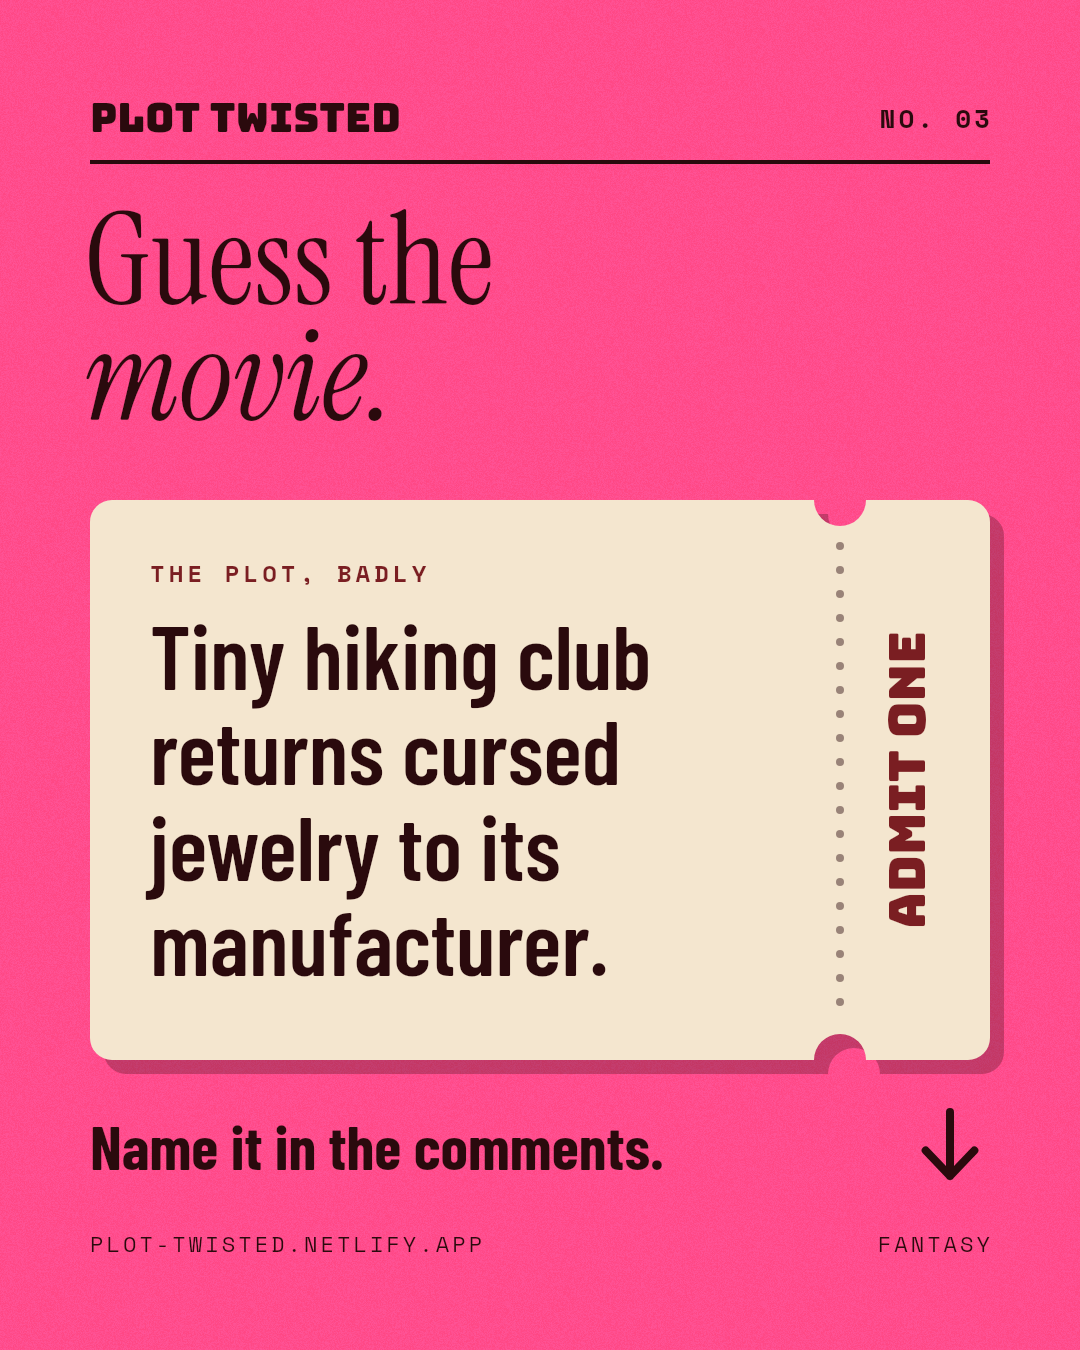 PLOT TWISTED
NO. 03
Guess the
movie.
THE PLOT, BADLY
Tiny hiking club
returns cursed
jewelry to its
manufacturer.
ADMIT ONE
Name it in the comments.
PLOT-TWISTED.NETLIFY.APP
FANTASY